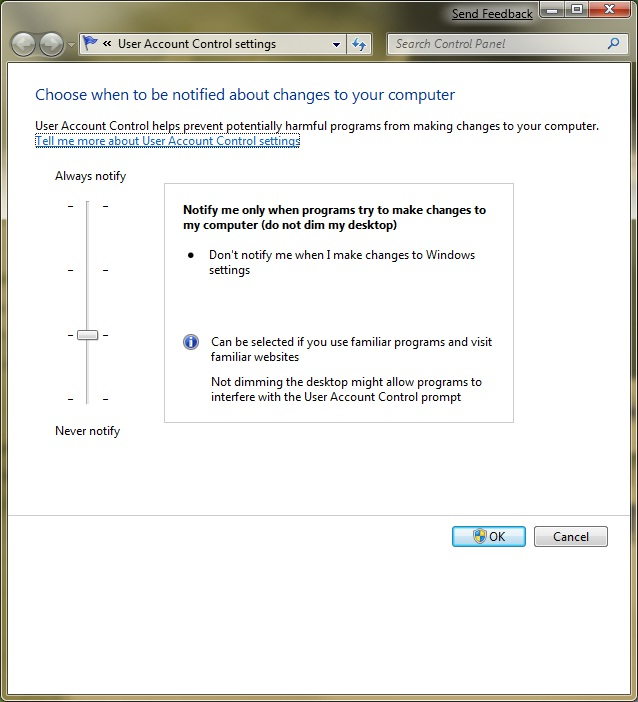 Send Feedback
« User Account Control settings
Search Control Panel
Choose when to be notified about changes to your computer
User Account Control helps prevent potentially harmful programs from making changes to your computer.
Tell me more about User Account Control settings
Always notify
Notify me only when programs try to make changes to
my computer (do not dim my desktop)
• Don't notify me when I make changes to Windows
settings
Can be selected if you use familiar programs and visit
familiar websites
Not dimming the desktop might allow programs to
interfere with the User Account Control prompt
Never notify
OK
Cancel